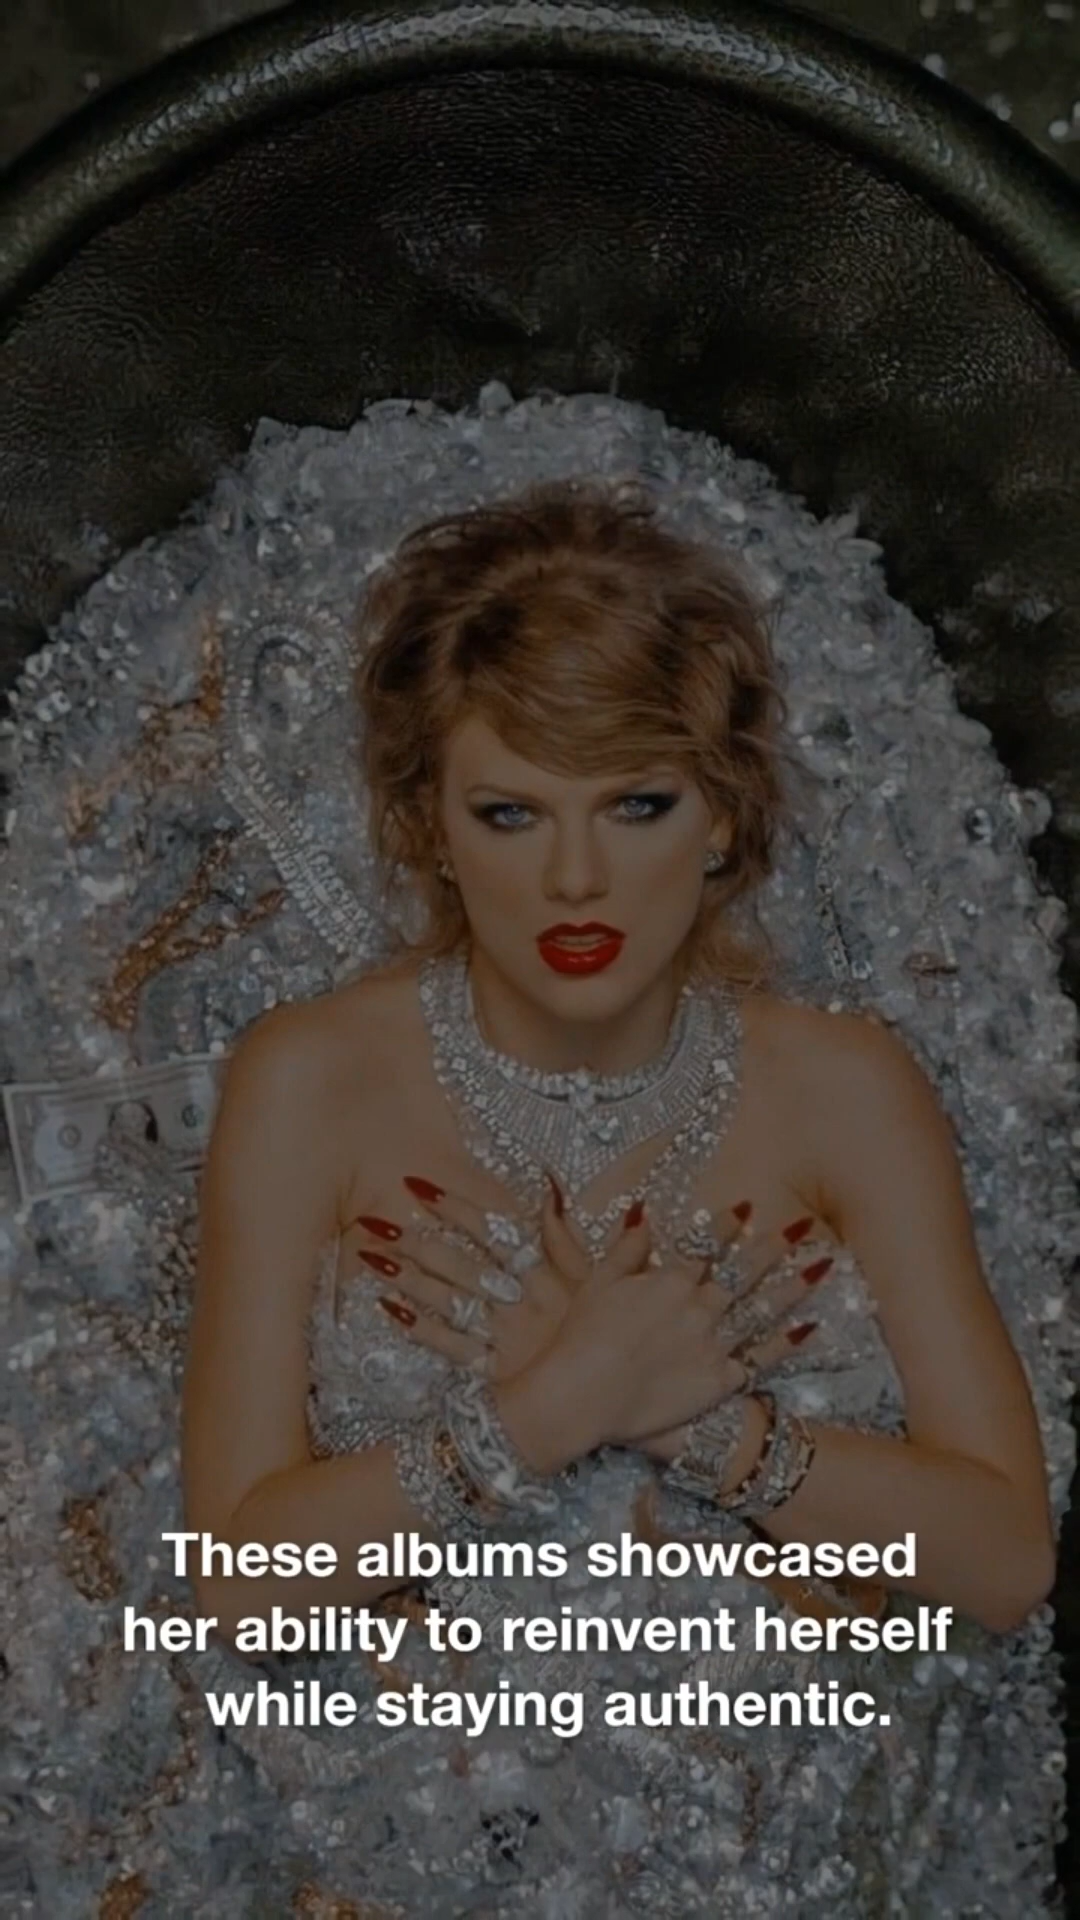 These albums showcased
her ability to reinvent herself
while staying authentic.